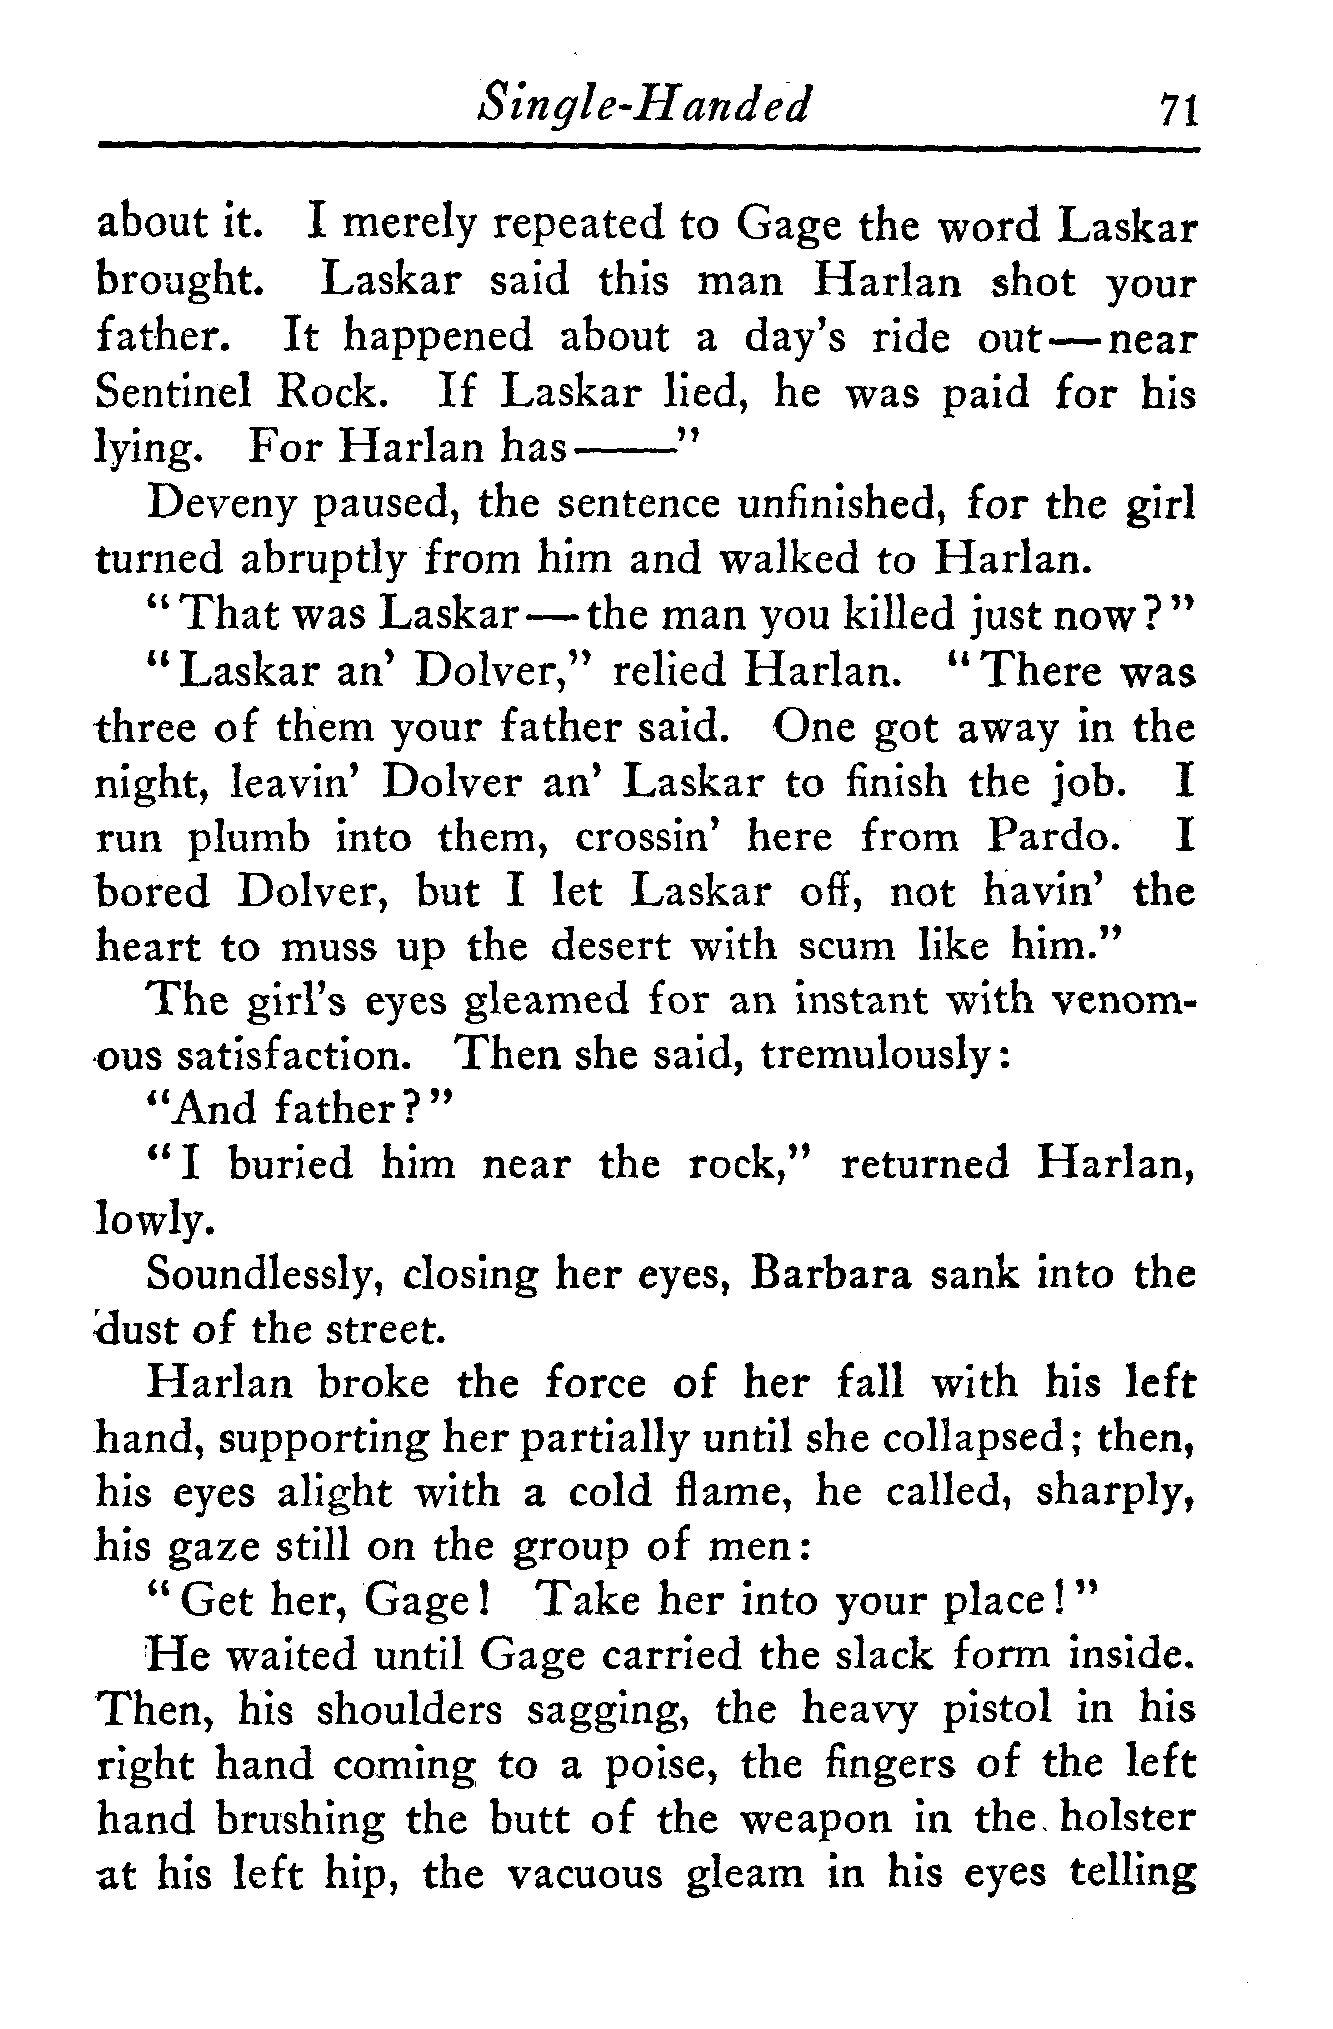 Single-Handed 71
about it. I merely repeated to Gage the word Laskar
brought. Laskar said this man Harlan shot your
father. It happened about a day's ride out—near
Sentinel Rock. If Laskar lied, he was paid for his
lying. For Harlan has——"
Deveny paused, the sentence unfinished, for the girl
turned abruptly from him and walked to Harlan.
"That was Laskar—the man you killed just now?"
"Laskar an' Dolver," relied Harlan. "There was
three of them your father said. One got away in the
night, leavin' Dolver an' Laskar to finish the job. I
run plumb into them, crossin' here from Pardo. I
bored Dolver, but I let Laskar off, not havin' the
heart to muss up the desert with scum like him."
The girl's eyes gleamed for an instant with venom-
ous satisfaction. Then she said, tremulously:
"And father?"
"I buried him near the rock," returned Harlan,
lowly.
Soundlessly, closing her eyes, Barbara sank into the
dust of the street.
Harlan broke the force of her fall with his left
hand, supporting her partially until she collapsed; then,
his eyes alight with a cold flame, he called, sharply,
his gaze still on the group of men:
"Get her, Gage! Take her into your place!"
He waited until Gage carried the slack form inside.
Then, his shoulders sagging, the heavy pistol in his
right hand coming to a poise, the fingers of the left
hand brushing the butt of the weapon in the holster
at his left hip, the vacuous gleam in his eyes telling